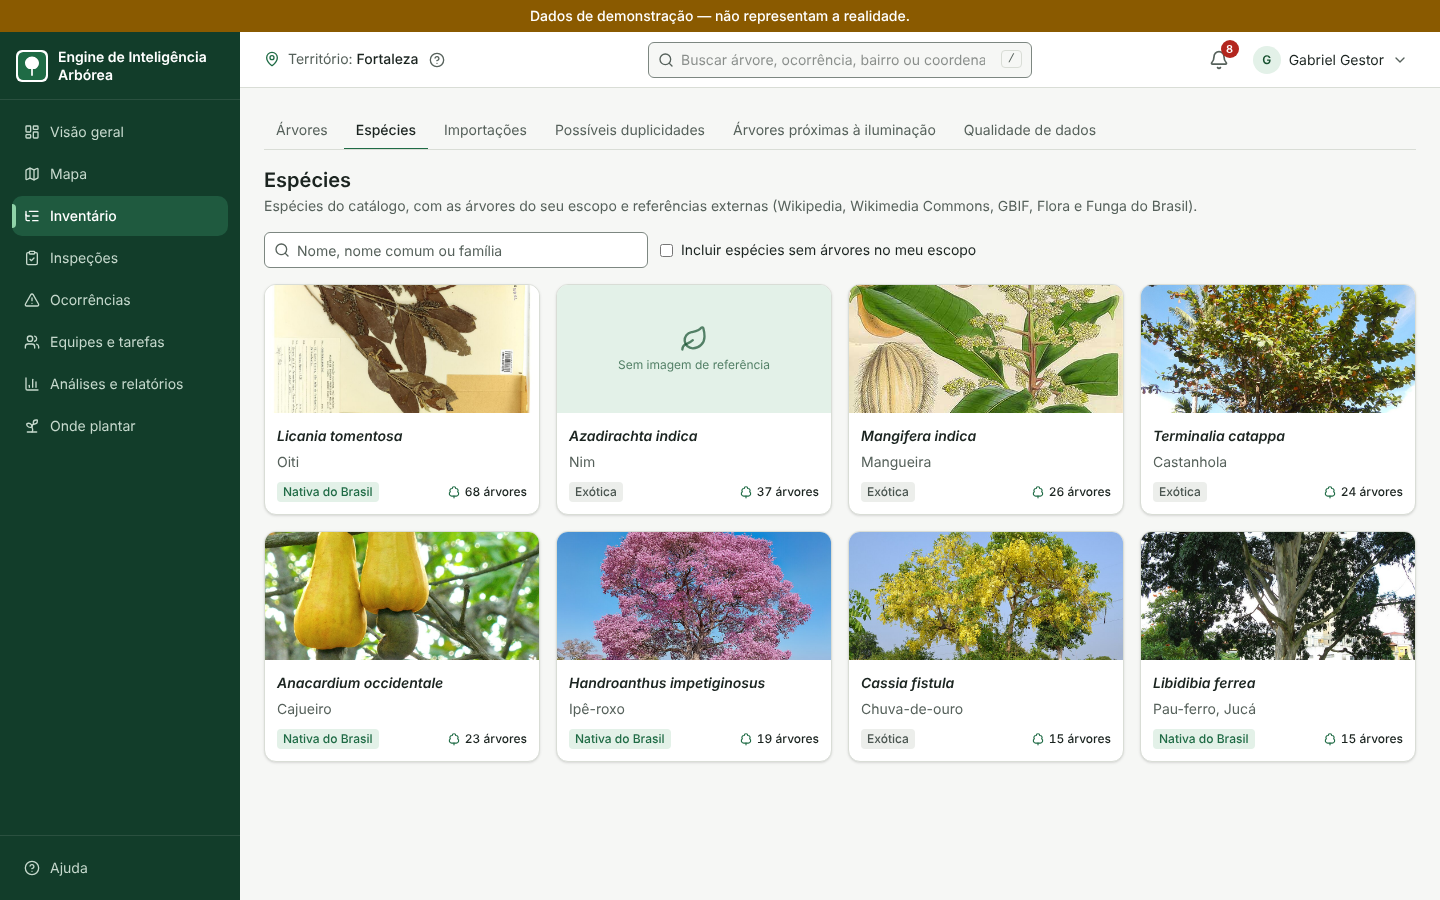 Dados de demonstração — não representam a realidade.
Engine de Inteligência
Arbórea
Território: Fortaleza
Buscar árvore, ocorrência, bairro ou coordena
/
8
G
Gabriel Gestor
Visão geral
Mapa
Inventário
Inspeções
Ocorrências
Equipes e tarefas
Análises e relatórios
Onde plantar
Ajuda
Árvores
Espécies
Importações
Possíveis duplicidades
Árvores próximas à iluminação
Qualidade de dados
Espécies
Espécies do catálogo, com as árvores do seu escopo e referências externas (Wikipedia, Wikimedia Commons, GBIF, Flora e Funga do Brasil).
Nome, nome comum ou família
Incluir espécies sem árvores no meu escopo
Licania tomentosa
Oiti
Nativa do Brasil
68 árvores
Sem imagem de referência
Azadirachta indica
Nim
Exótica
37 árvores
Mangifera indica
Mangueira
Exótica
26 árvores
Terminalia catappa
Castanhola
Exótica
24 árvores
Anacardium occidentale
Cajueiro
Nativa do Brasil
23 árvores
Handroanthus impetiginosus
Ipê-roxo
Nativa do Brasil
19 árvores
Cassia fistula
Chuva-de-ouro
Exótica
15 árvores
Libidibia ferrea
Pau-ferro, Jucá
Nativa do Brasil
15 árvores